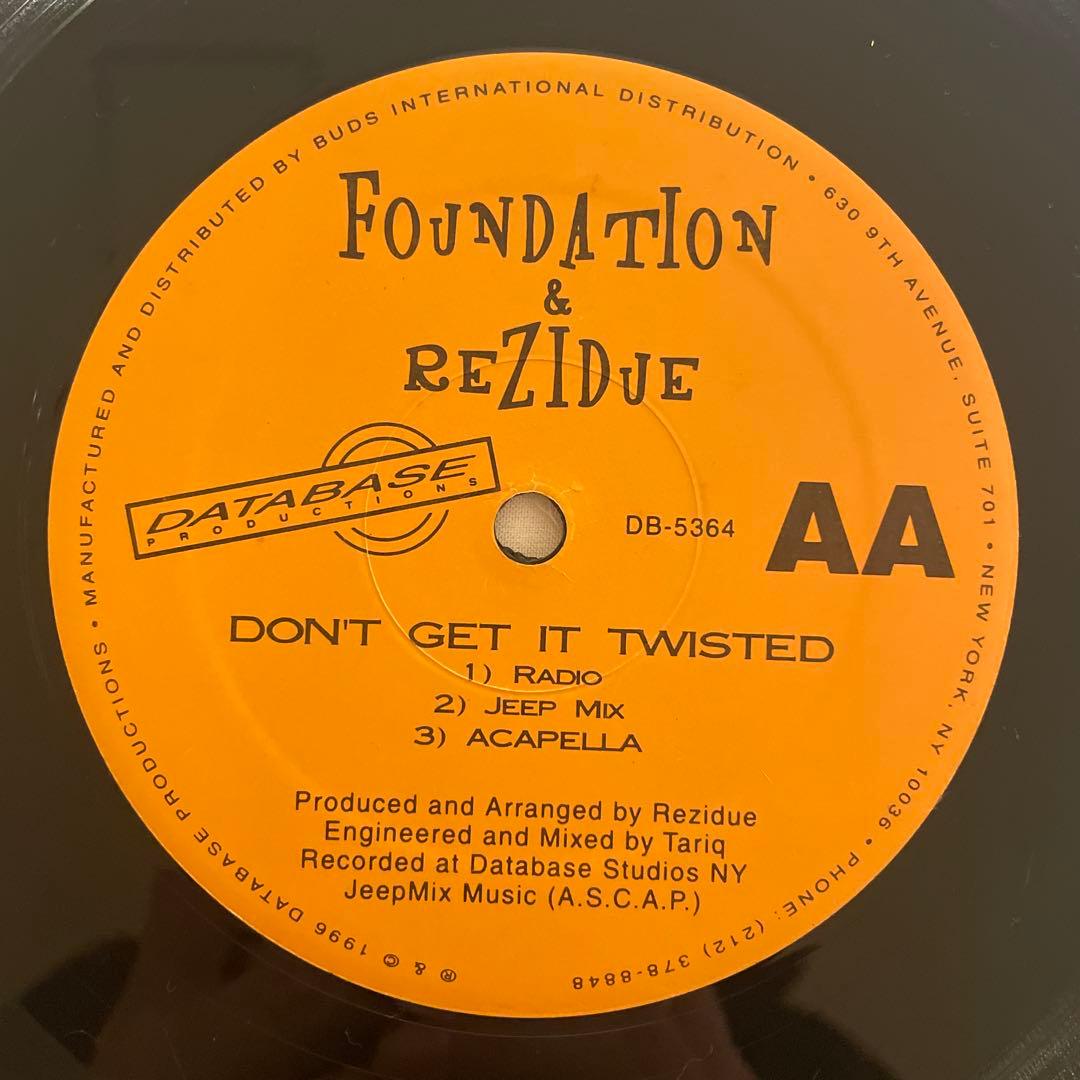 FOUNDATION
&
REZIDUE
DATABASE
PRODUCTIONS
DB-5364
AA
DON'T GET IT TWISTED
1) RADIO
2) JEEP MIX
3) ACAPELLA
Produced and Arranged by Rezidue
Engineered and Mixed by Tariq
Recorded at Database Studios NY
JeepMix Music (A.S.C.A.P.)
® & © 1996 DATABASE PRODUCTIONS • MANUFACTURED AND DISTRIBUTED BY BUDS INTERNATIONAL DISTRIBUTION • 630 9TH AVENUE, SUITE 701 • NEW YORK, NY 10036 • PHONE: (212) 378-8848